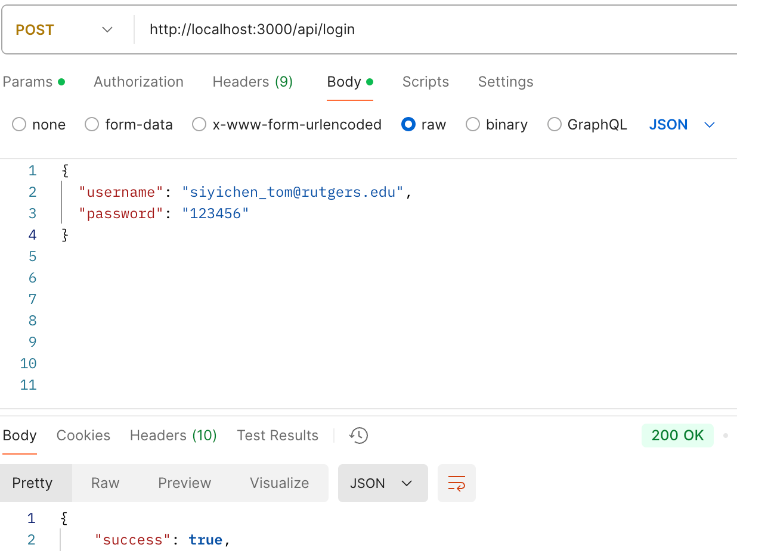 POST http://localhost:3000/api/login
Params Authorization Headers (9) Body Scripts Settings
none form-data x-www-form-urlencoded raw binary GraphQL JSON
1 {
2 "username": "siyichen_tom@rutgers.edu",
3 "password": "123456"
4 }
5
6
7
8
9
10
11
Body Cookies Headers (10) Test Results 200 OK
Pretty Raw Preview Visualize JSON
1 {
2 "success": true,